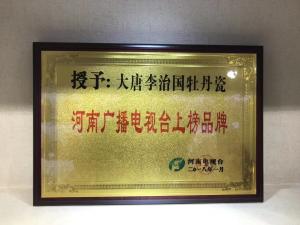 授予：大唐李治国牡丹瓷
河南广播电视台上榜品牌
河南电视台
二〇一八年一月